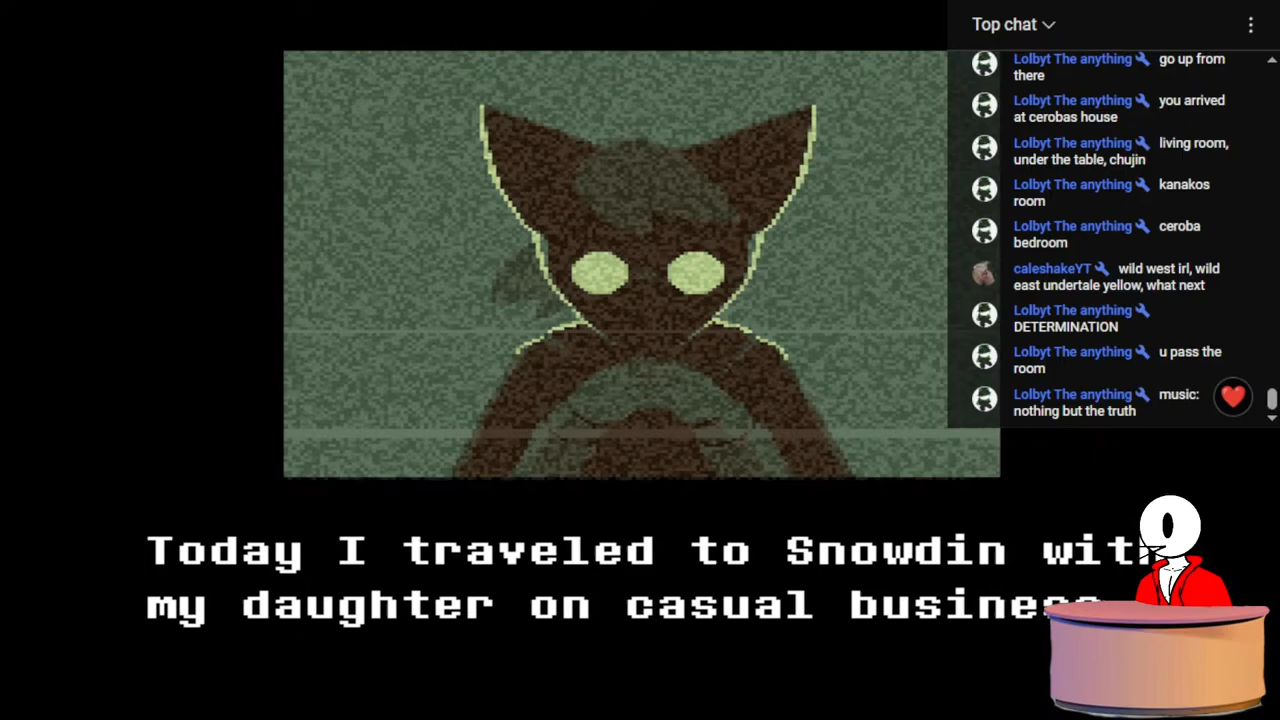 Top chat
Lolbyt The anything go up from
there
Lolbyt The anything you arrived
at cerobas house
Lolbyt The anything living room,
under the table, chujin
Lolbyt The anything kanakos
room
Lolbyt The anything ceroba
bedroom
caleshakeYT wild west irl, wild
east undertale yellow, what next
Lolbyt The anything
DETERMINATION
Lolbyt The anything u pass the
room
Lolbyt The anything music:
nothing but the truth
Today I traveled to Snowdin with
my daughter on casual business